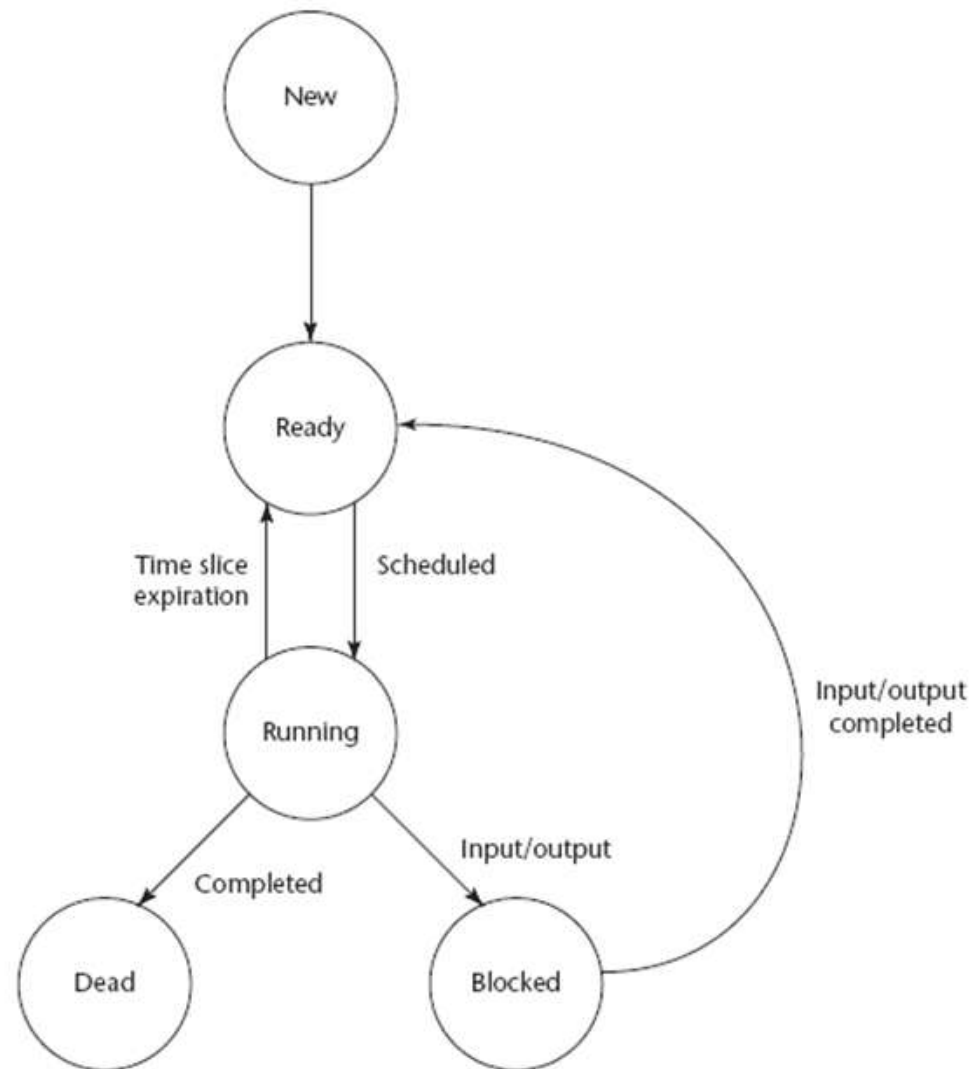 New
Ready
Time slice
expiration
Scheduled
Running
Input/output
completed
Input/output
Completed
Dead
Blocked